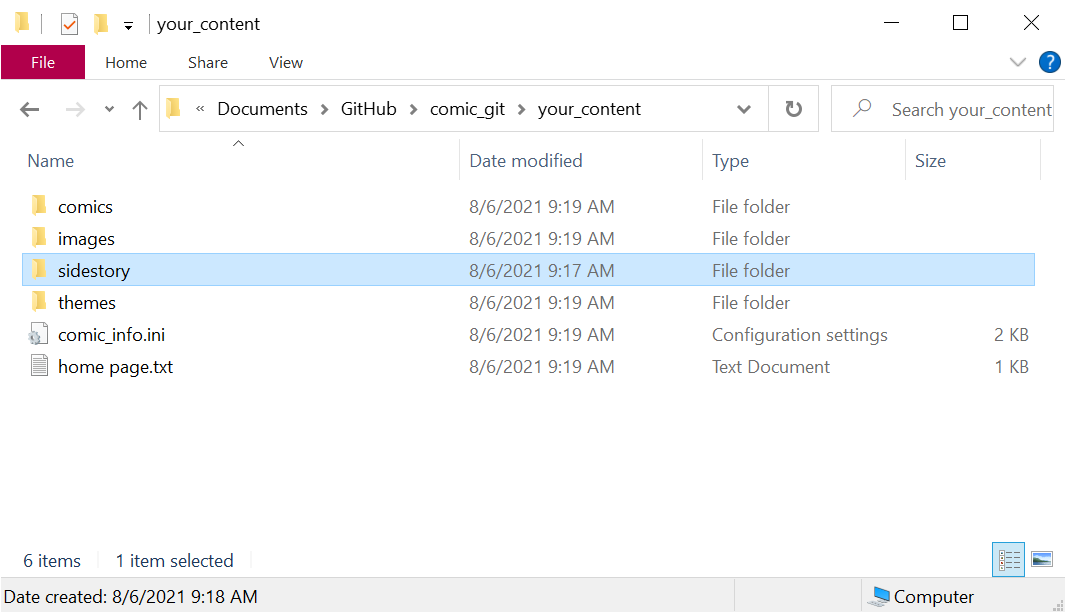 your_content
File Home Share View ?
« Documents > GitHub > comic_git > your_content Search your_content
Name Date modified Type Size
comics 8/6/2021 9:19 AM File folder
images 8/6/2021 9:19 AM File folder
sidestory 8/6/2021 9:17 AM File folder
themes 8/6/2021 9:19 AM File folder
comic_info.ini 8/6/2021 9:19 AM Configuration settings 2 KB
home page.txt 8/6/2021 9:19 AM Text Document 1 KB
6 items 1 item selected
Date created: 8/6/2021 9:18 AM Computer